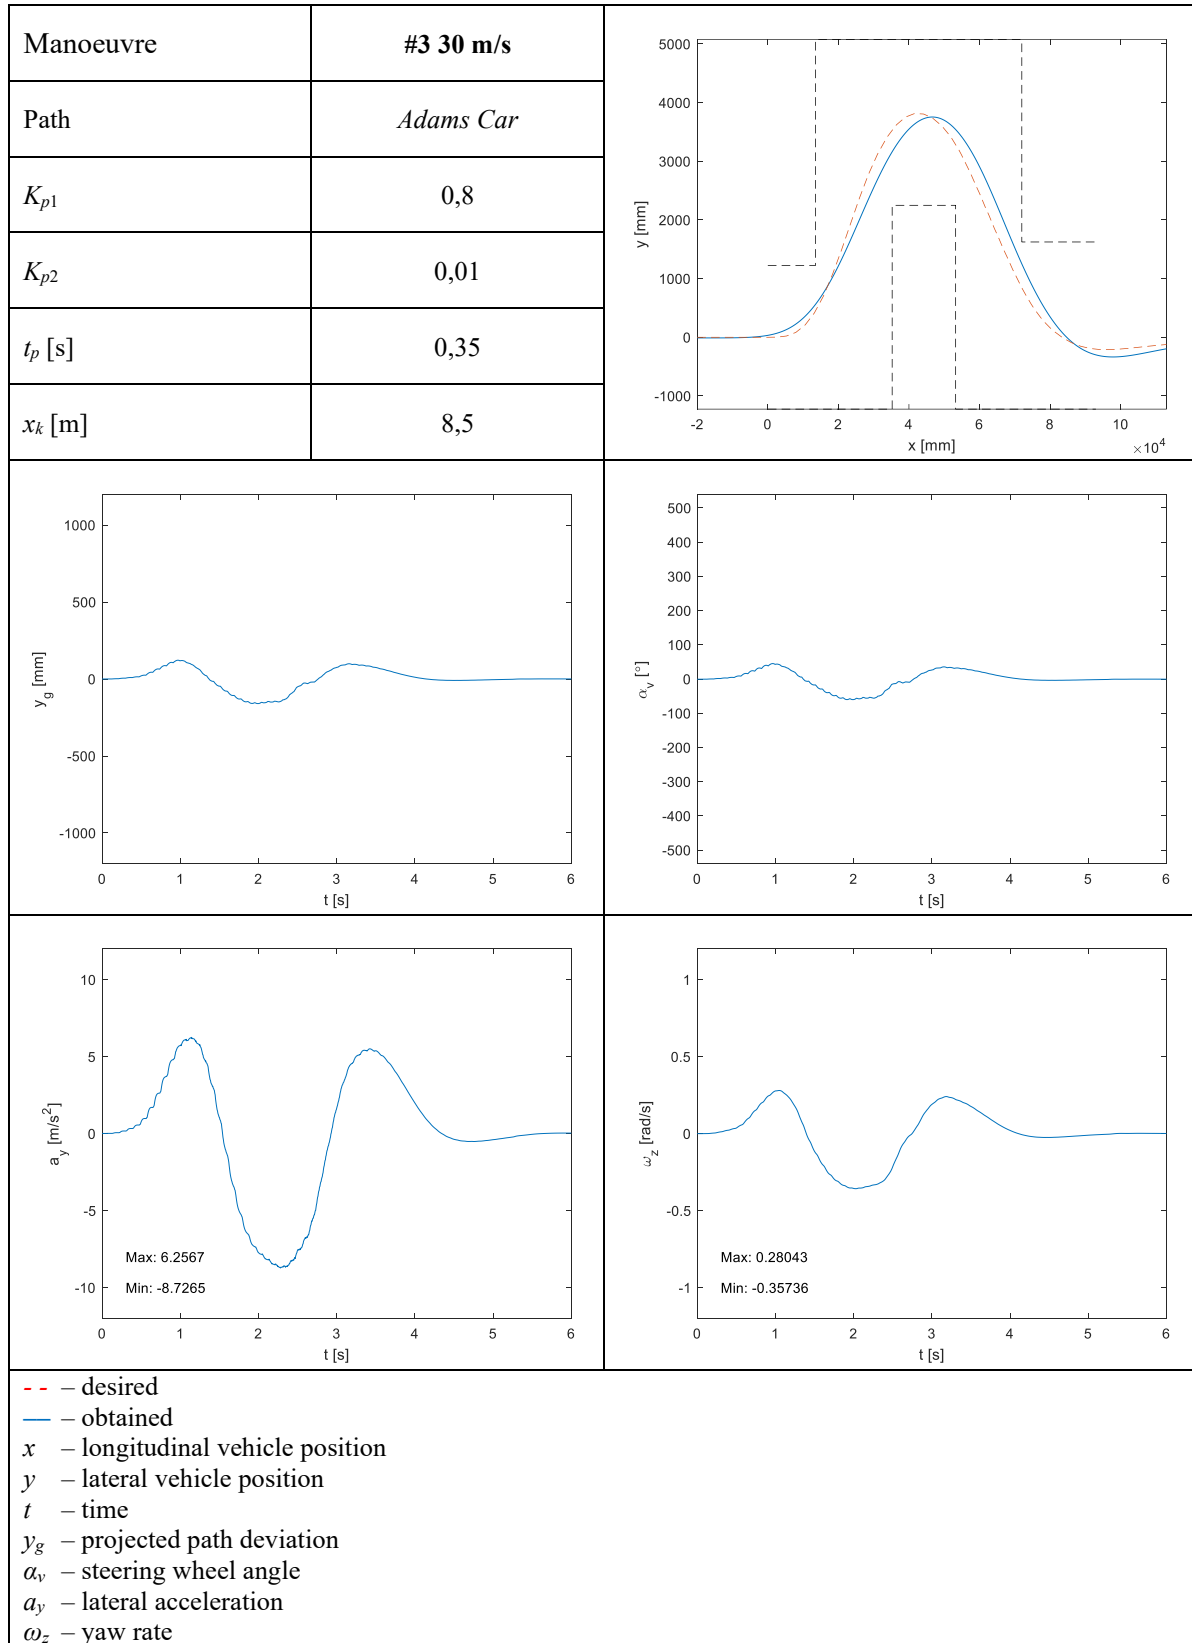 Manoeuvre #3 30 m/s
Path Adams Car
Kp1 0,8
Kp2 0,01
tp [s] 0,35
xk [m] 8,5
5000
4000
3000
2000
1000
0
-1000
y [mm]
-2 0 2 4 6 8 10
x [mm]
×10^4
1000
500
0
-500
-1000
y_g [mm]
0 1 2 3 4 5 6
t [s]
500
400
300
200
100
0
-100
-200
-300
-400
-500
α_v [°]
0 1 2 3 4 5 6
t [s]
10
5
0
-5
-10
a_y [m/s^2]
Max: 6.2567
Min: -8.7265
0 1 2 3 4 5 6
t [s]
1
0.5
0
-0.5
-1
ω_z [rad/s]
Max: 0.28043
Min: -0.35736
0 1 2 3 4 5 6
t [s]
- - – desired
— – obtained
x – longitudinal vehicle position
y – lateral vehicle position
t – time
yg – projected path deviation
αv – steering wheel angle
ay – lateral acceleration
ωz – yaw rate